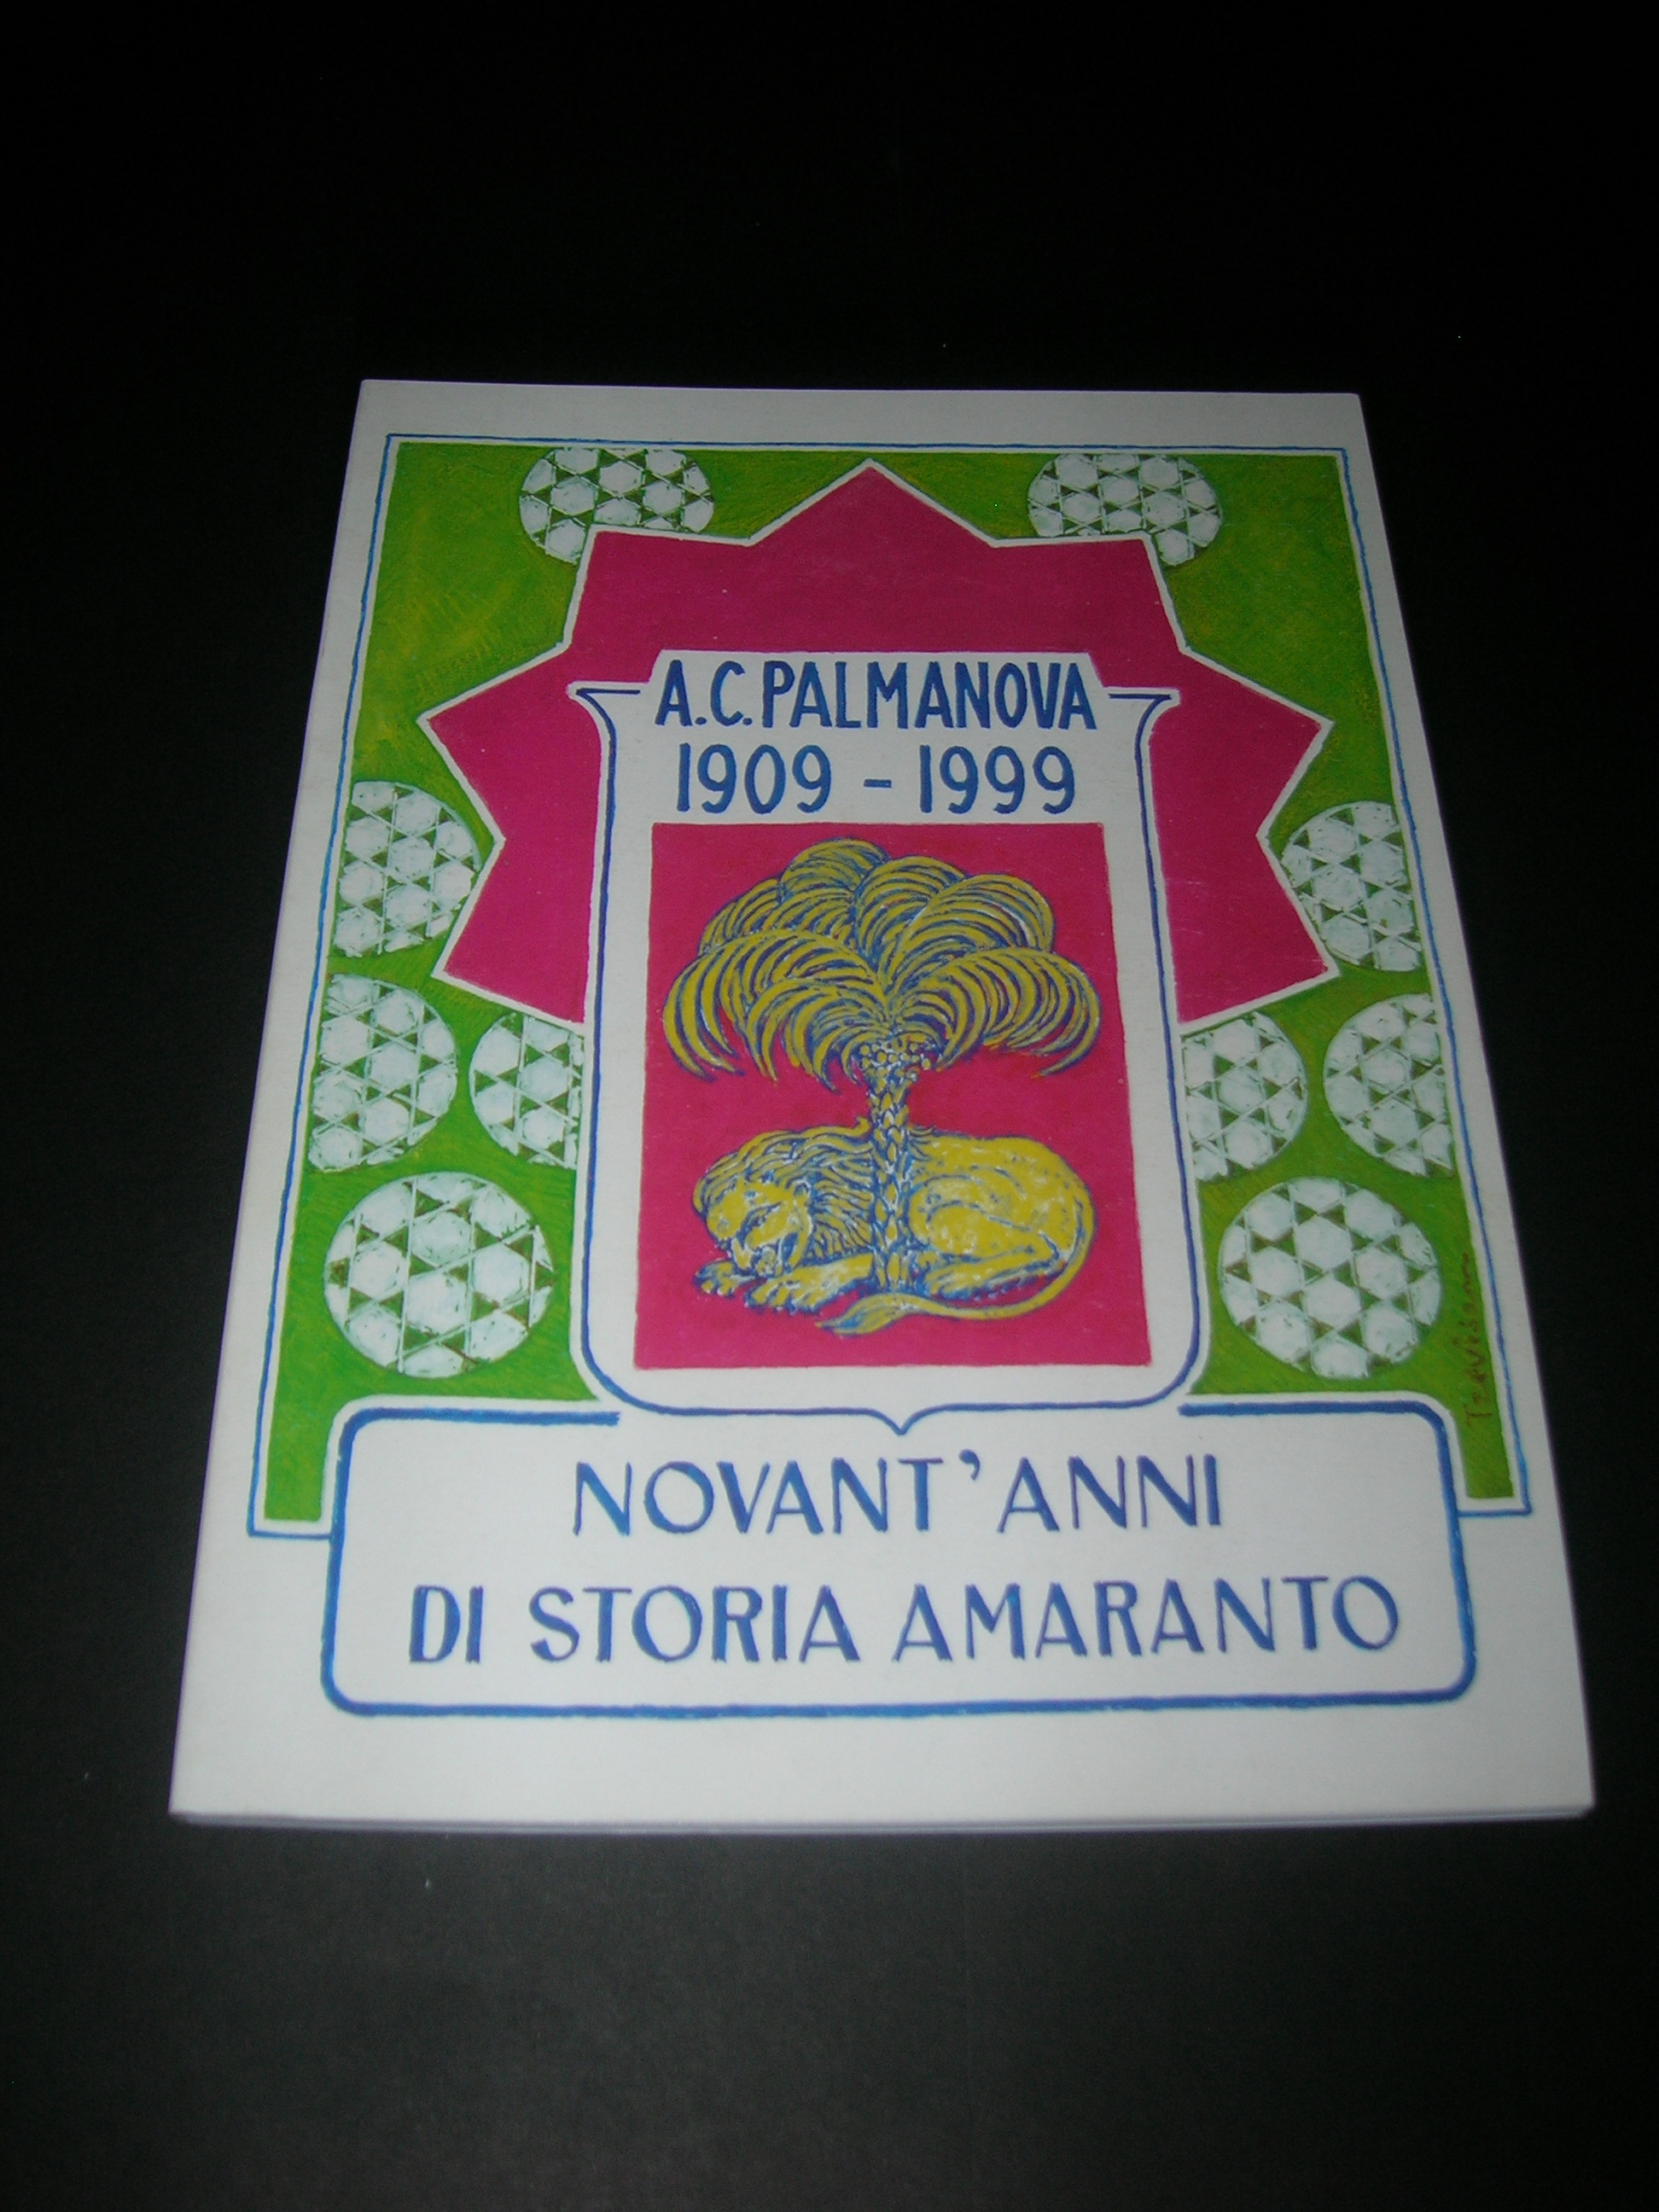 A.C. PALMANOVA
1909 - 1999
NOVANT'ANNI
DI STORIA AMARANTO